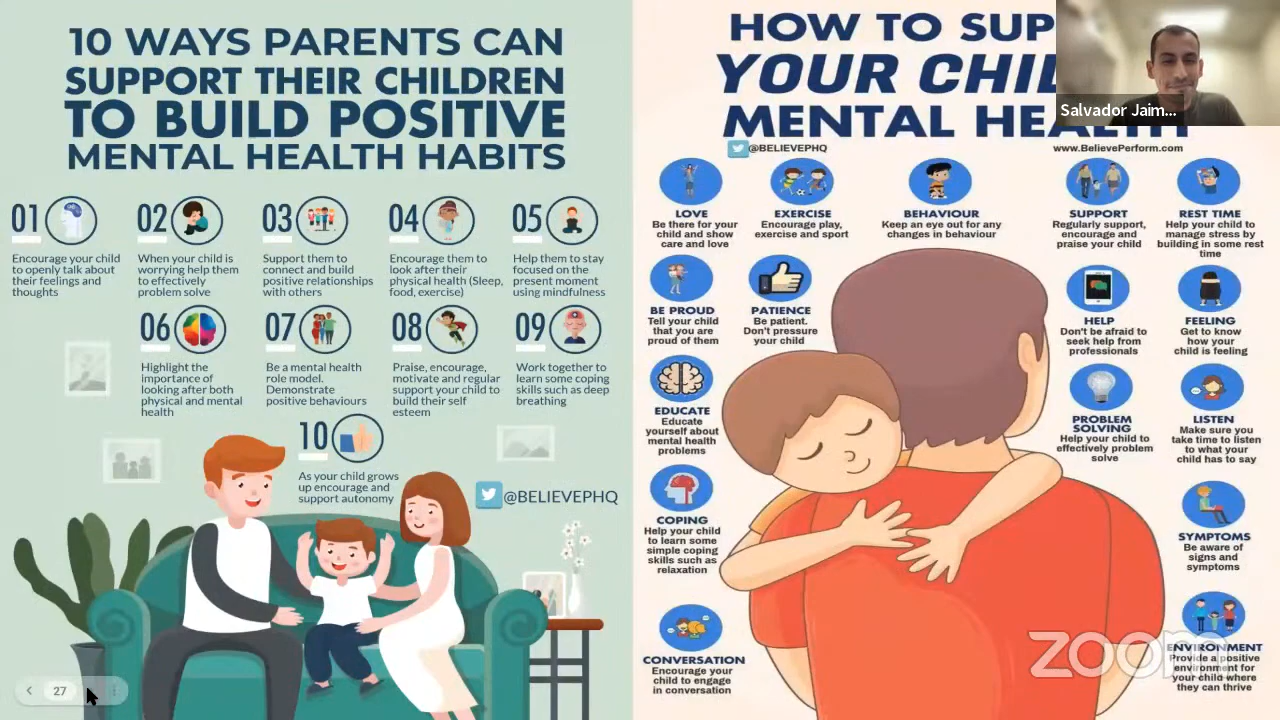 10 WAYS PARENTS CAN
SUPPORT THEIR CHILDREN
TO BUILD POSITIVE
MENTAL HEALTH HABITS
01
Encourage your child
to openly talk about
their feelings and
thoughts
02
When your child is
worrying help them
to effectively
problem solve
03
Support them to
connect and build
positive relationships
with others
04
Encourage them to
look after their
physical health (Sleep,
food, exercise)
05
Help them to stay
focused on the
present moment
using mindfulness
06
Highlight the
importance of
looking after both
physical and mental
health
07
Be a mental health
role model.
Demonstrate
positive behaviours
08
Praise, encourage,
motivate and regular
support your child to
build their self
esteem
09
Work together to
learn some coping
skills such as deep
breathing
10
As your child grows
up encourage and
support autonomy
@BELIEVEPHQ
27
HOW TO SUP
YOUR CHIL
MENTAL HEALTH
Salvador Jaim...
@BELIEVEPHQ
www.BelievePerform.com
LOVE
Be there for your
child and show
care and love
EXERCISE
Encourage play,
exercise and sport
BEHAVIOUR
Keep an eye out for any
changes in behaviour
SUPPORT
Regularly support,
encourage and
praise your child
REST TIME
Help your child to
manage stress by
building in some rest
time
BE PROUD
Tell your child
that you are
proud of them
PATIENCE
Be patient.
Don't pressure
your child
HELP
Don't be afraid to
seek help from
professionals
FEELING
Get to know
how your
child is feeling
EDUCATE
Educate
yourself about
mental health
problems
PROBLEM
SOLVING
Help your child to
effectively problem
solve
LISTEN
Make sure you
take time to listen
to what your
child has to say
COPING
Help your child
to learn some
simple coping
skills such as
relaxation
SYMPTOMS
Be aware of
signs and
symptoms
CONVERSATION
Encourage your
child to engage
in conversation
ENVIRONMENT
Provide a positive
environment for
your child where
they can thrive
zoom